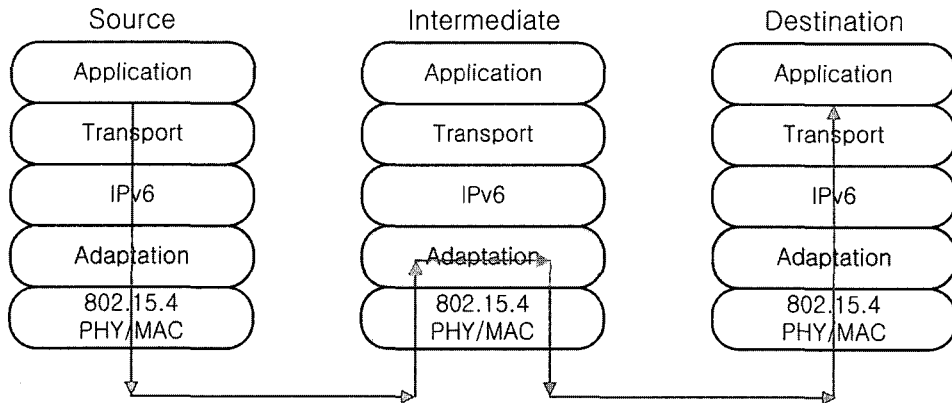 Source
Intermediate
Destination
Application
Application
Application
Transport
Transport
Transport
IPv6
IPv6
IPv6
Adaptation
Adaptation
Adaptation
802.15.4
PHY/MAC
802.15.4
PHY/MAC
802.15.4
PHY/MAC